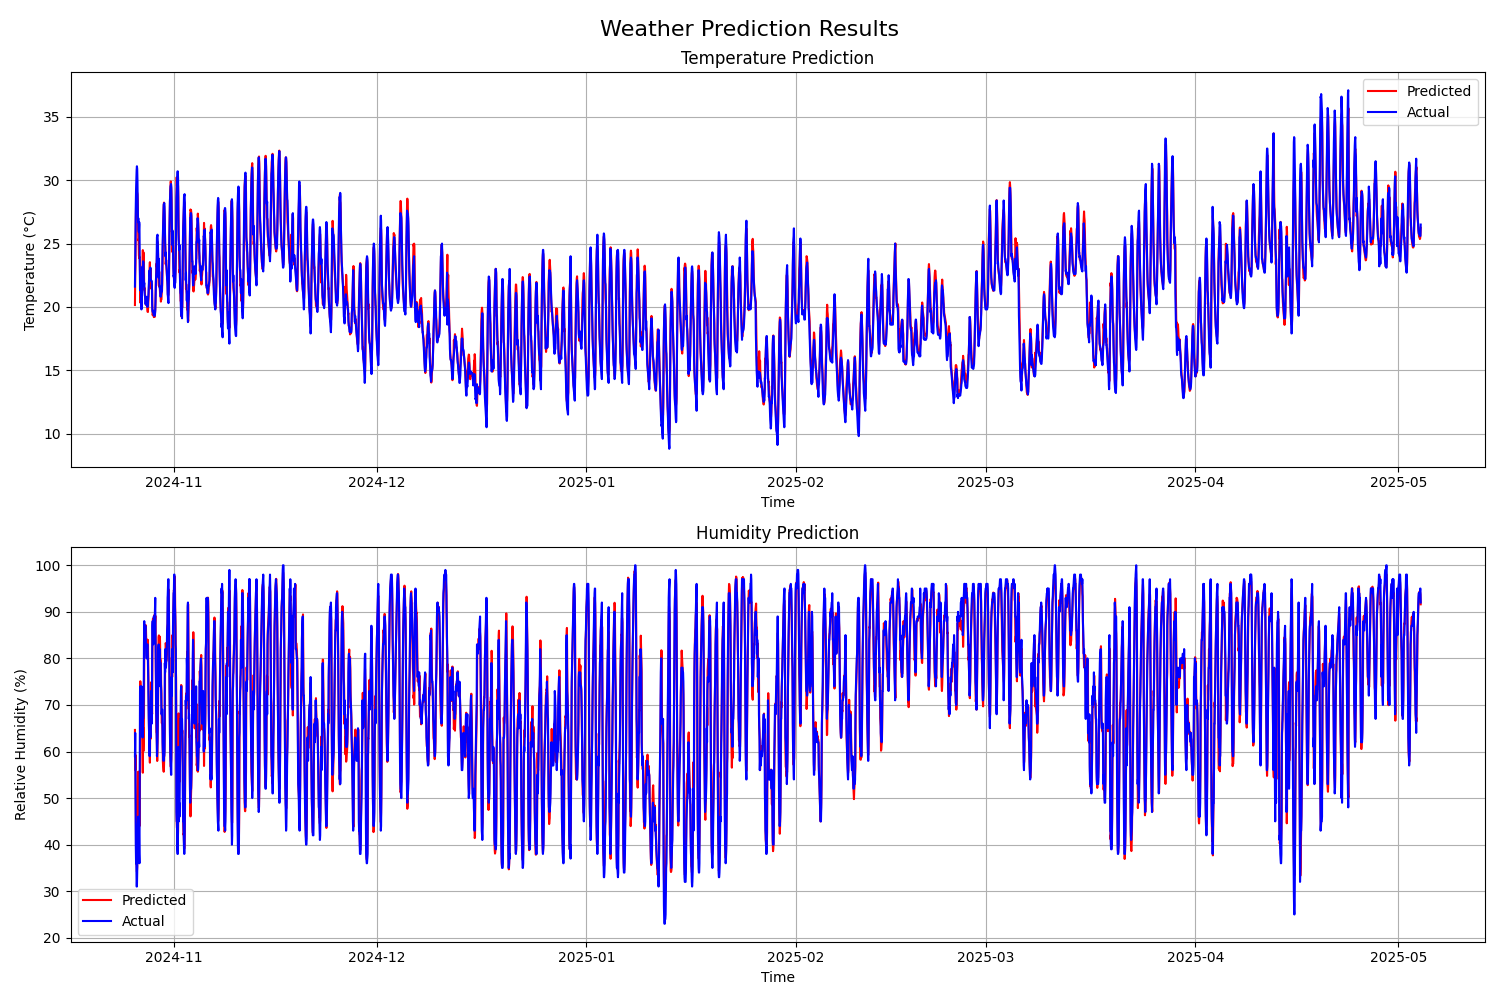 Weather Prediction Results
Temperature Prediction
Predicted
Actual
35
30
25
20
15
10
Temperature (°C)
2024-11 2024-12 2025-01 2025-02 2025-03 2025-04 2025-05
Time
Humidity Prediction
100
90
80
70
60
50
40
30
20
Relative Humidity (%)
Predicted
Actual
2024-11 2024-12 2025-01 2025-02 2025-03 2025-04 2025-05
Time